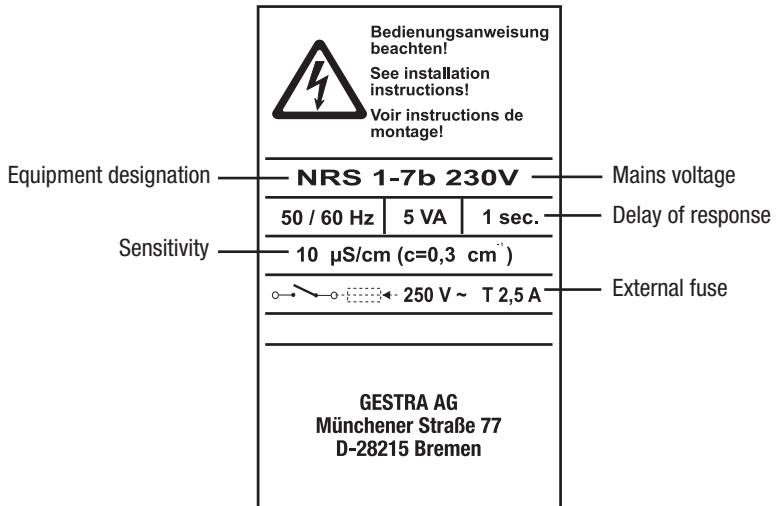 Bedienungsanweisung
beachten!
See installation
instructions!
Voir instructions de
montage!
Equipment designation
NRS 1-7b 230V
Mains voltage
50 / 60 Hz
5 VA
1 sec.
Delay of response
Sensitivity
10 µS/cm (c=0,3 cm⁻¹)
250 V ~ T 2,5 A
External fuse
GESTRA AG
Münchener Straße 77
D-28215 Bremen